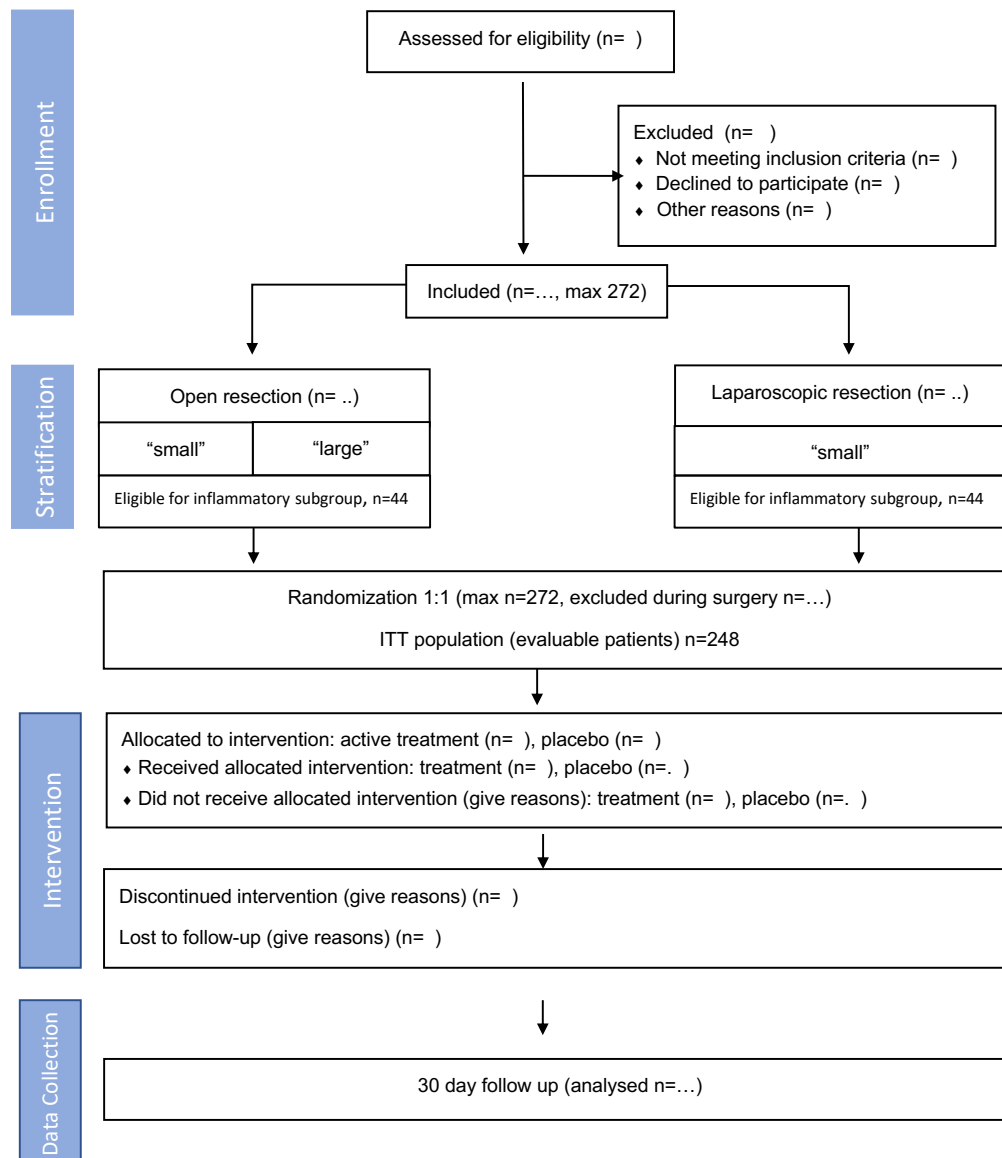 Enrollment
Assessed for eligibility (n=  )
Excluded  (n=   )
♦ Not meeting inclusion criteria (n=  )
♦ Declined to participate (n=  )
♦ Other reasons (n=  )
Included (n=…, max 272)
Stratification
Open resection (n= ..)
“small”
“large”
Eligible for inflammatory subgroup, n=44
Laparoscopic resection (n= ..)
“small”
Eligible for inflammatory subgroup, n=44
Randomization 1:1 (max n=272, excluded during surgery n=…)
ITT population (evaluable patients) n=248
Intervention
Allocated to intervention: active treatment (n=  ), placebo (n=  )
♦ Received allocated intervention: treatment (n=  ), placebo (n=.  )
♦ Did not receive allocated intervention (give reasons): treatment (n=  ), placebo (n=.  )
Discontinued intervention (give reasons) (n=  )
Lost to follow-up (give reasons) (n=  )
Data Collection
30 day follow up (analysed n=…)